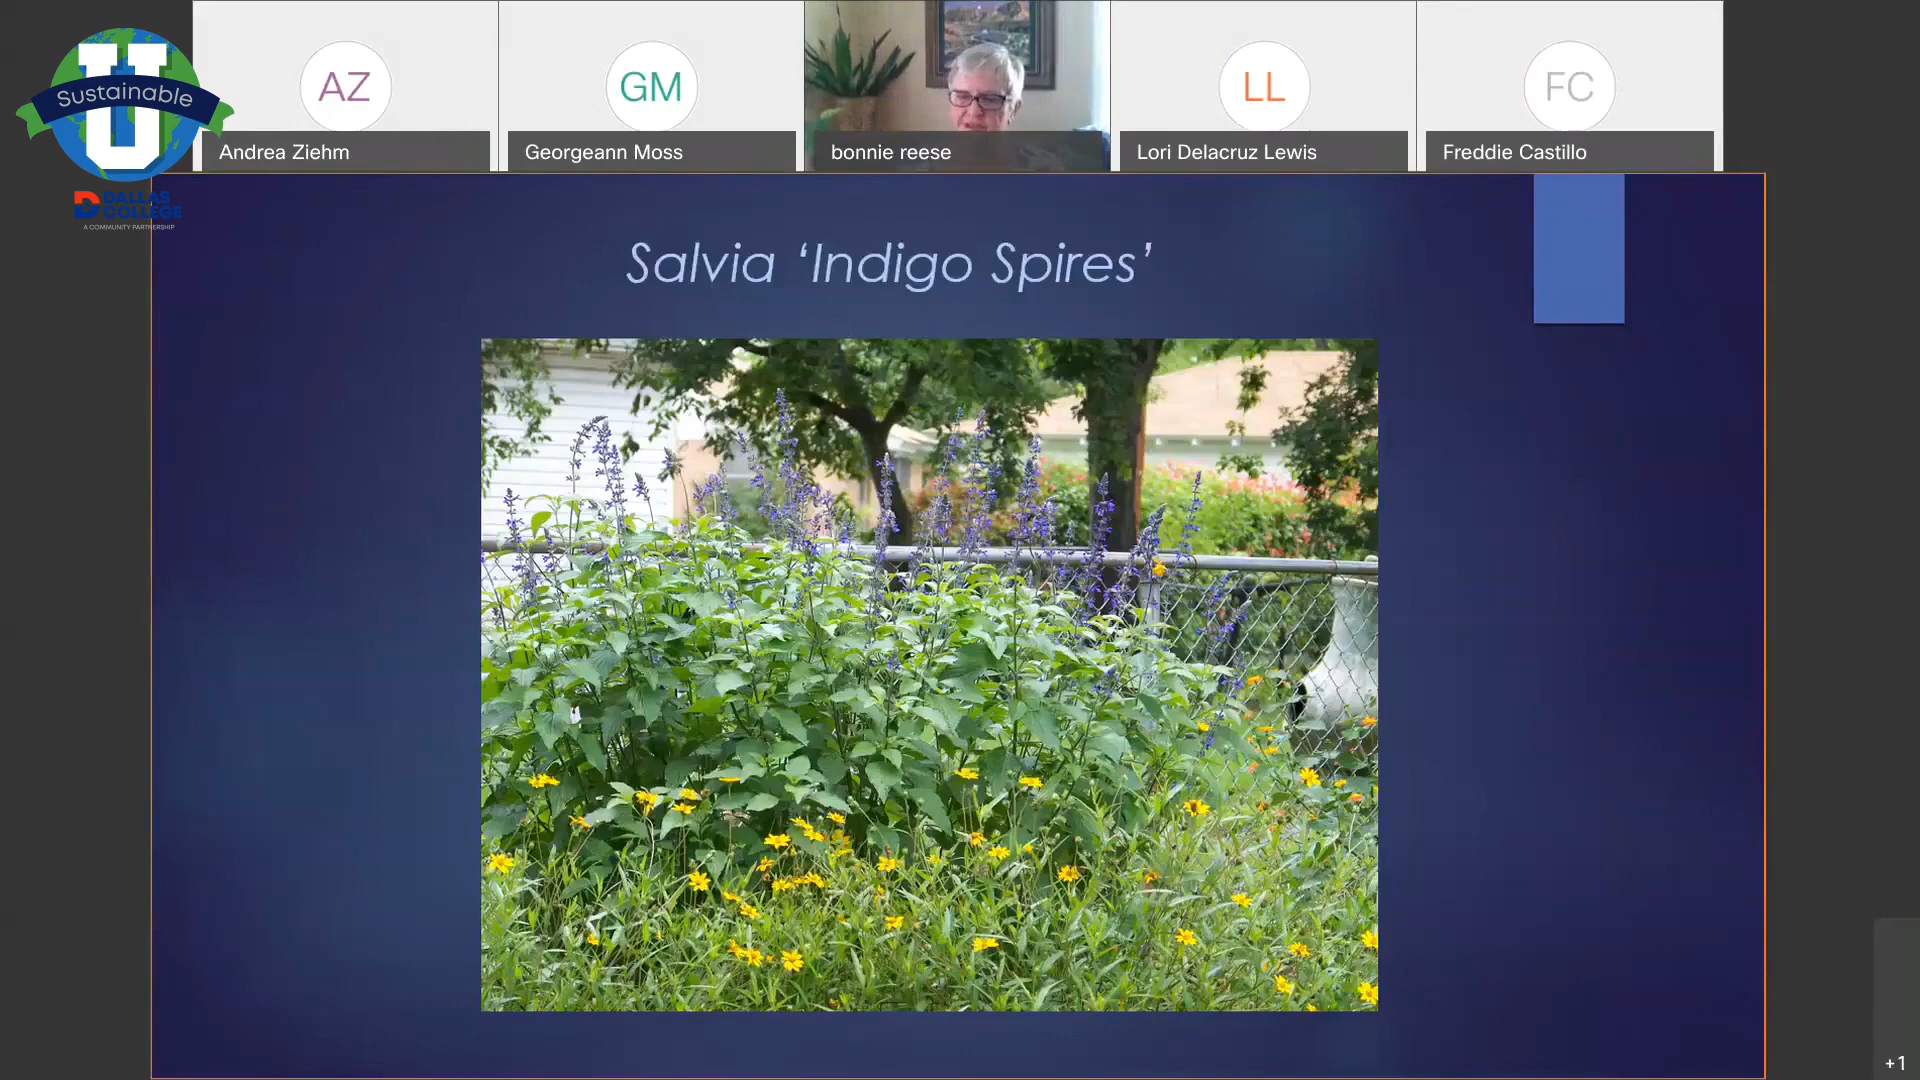 U
Sustainable
DALLAS
COLLEGE
A COMMUNITY PARTNERSHIP
AZ
Andrea Ziehm
GM
Georgeann Moss
bonnie reese
LL
Lori Delacruz Lewis
FC
Freddie Castillo
Salvia ‘Indigo Spires’
+1